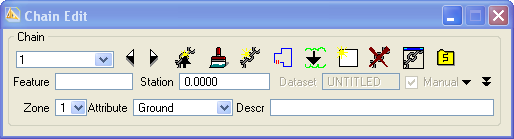 Chain Edit
Chain
1
Feature Station 0.0000 Dataset UNTITLED Manual
Zone 1 Attribute Ground Descr